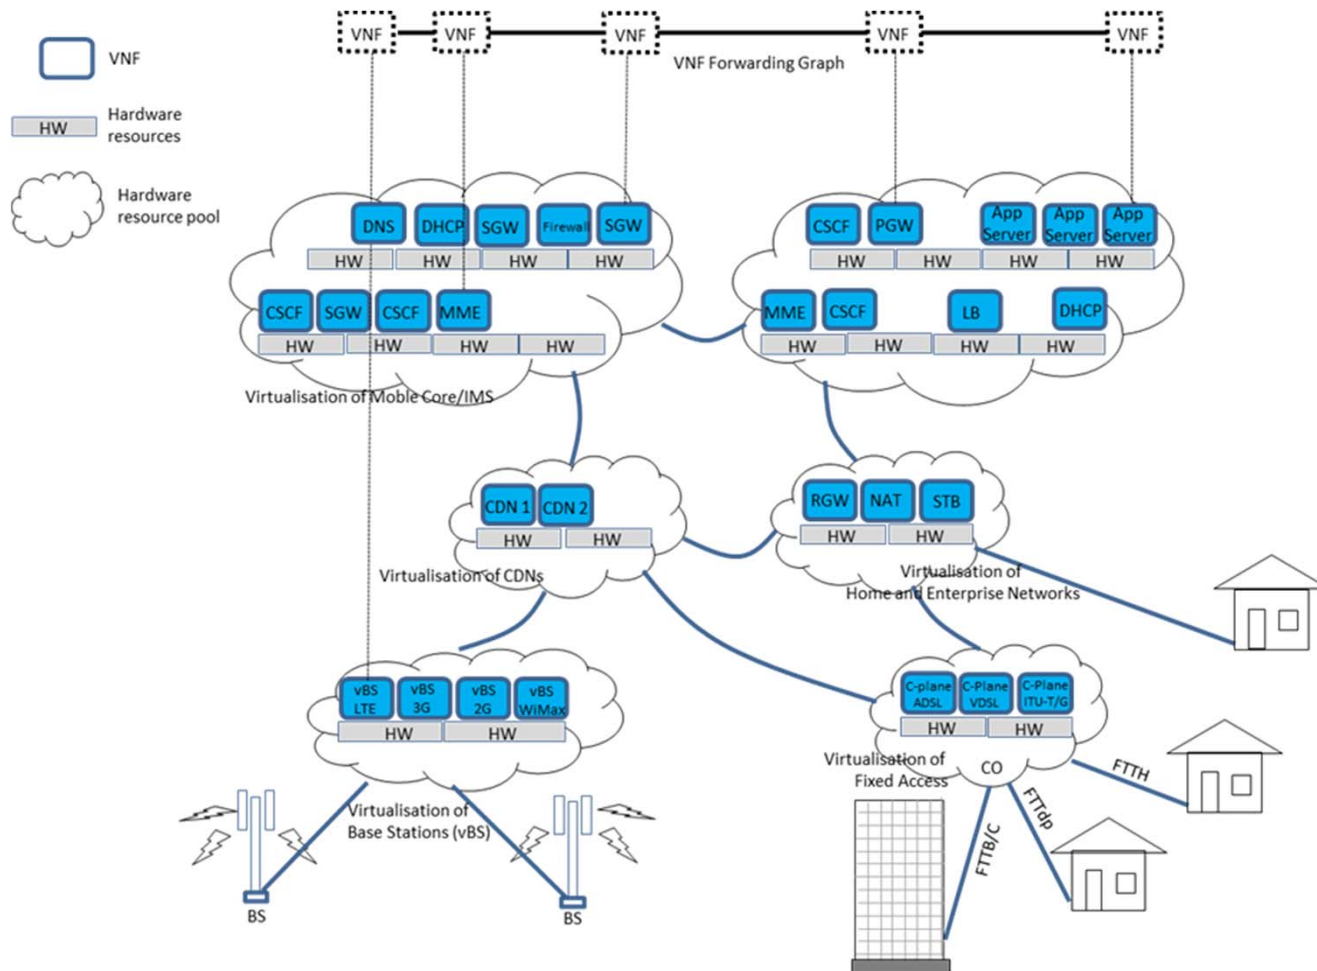 VNF
VNF
VNF
VNF
VNF
VNF Forwarding Graph
VNF
HW
Hardware
resources
Hardware
resource pool
DNS
DHCP
SGW
Firewall
SGW
HW
HW
HW
HW
CSCF
SGW
CSCF
MME
HW
HW
HW
HW
Virtualisation of Moble Core/IMS
CSCF
PGW
App
Server
App
Server
App
Server
HW
HW
HW
HW
MME
CSCF
LB
DHCP
HW
HW
HW
HW
CDN 1
CDN 2
HW
HW
Virtualisation of CDNs
RGW
NAT
STB
HW
HW
Virtualisation of
Home and Enterprise Networks
vBS
LTE
vBS
3G
vBS
2G
vBS
WiMax
HW
HW
Virtualisation of
Base Stations (vBS)
BS
BS
C-plane
ADSL
C-Plane
VDSL
C-Plane
ITU-T/G
HW
HW
Virtualisation of
Fixed Access
CO
FTTH
FTTdp
FTTB/C